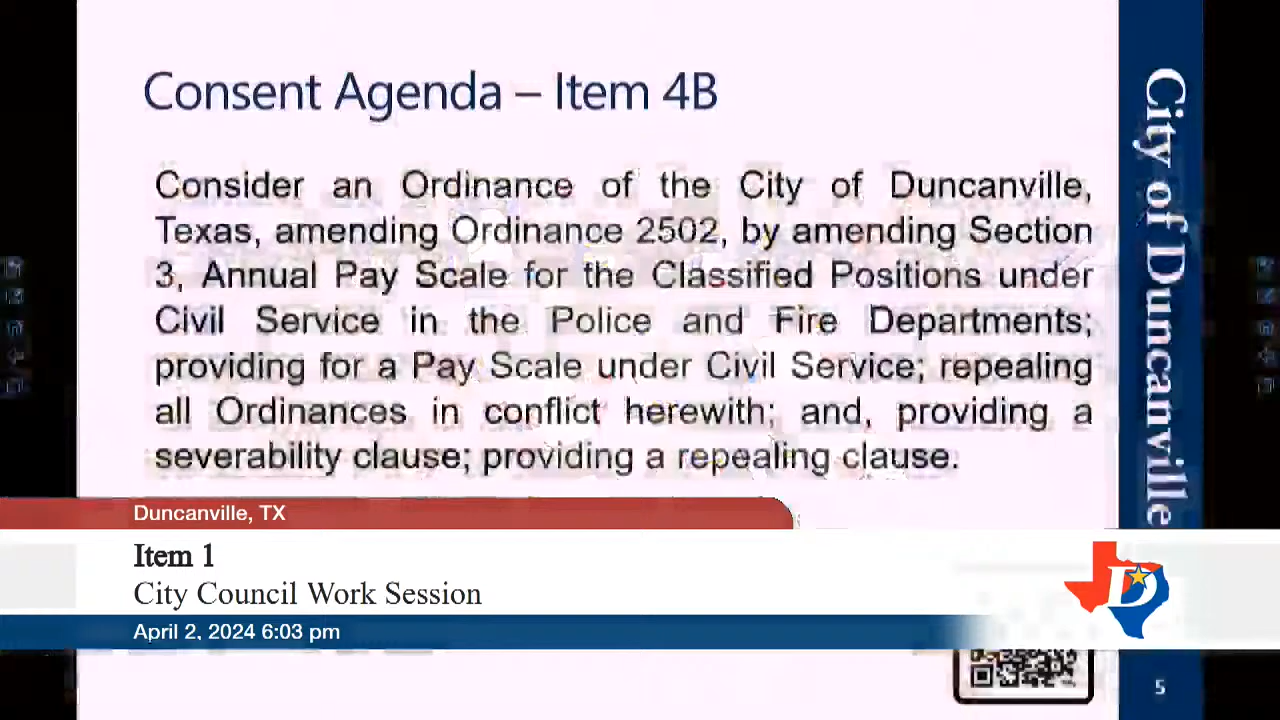 Consent Agenda – Item 4B
Consider an Ordinance of the City of Duncanville,
Texas, amending Ordinance 2502, by amending Section
3, Annual Pay Scale for the Classified Positions under
Civil Service in the Police and Fire Departments;
providing for a Pay Scale under Civil Service; repealing
all Ordinances in conflict herewith; and, providing a
severability clause; providing a repealing clause.
City of Duncanville
Duncanville, TX
Item 1
City Council Work Session
April 2, 2024 6:03 pm
D
5